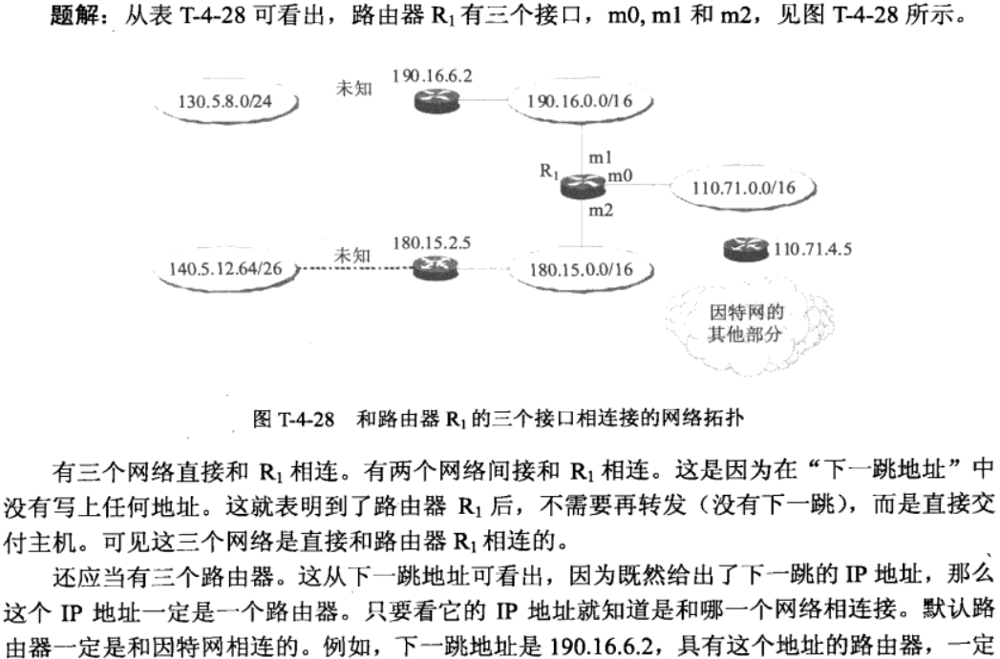 题解：从表 T-4-28 可看出，路由器 R₁有三个接口，m0, m1 和 m2，见图 T-4-28 所示。
190.16.6.2
未知
130.5.8.0/24
190.16.0.0/16
m1
R₁
m0
110.71.0.0/16
m2
180.15.2.5
未知
110.71.4.5
140.5.12.64/26
180.15.0.0/16
因特网的
其他部分
图 T-4-28 和路由器 R₁的三个接口相连接的网络拓扑
有三个网络直接和 R₁ 相连。有两个网络间接和 R₁ 相连。这是因为在“下一跳地址”中
没有写上任何地址。这就表明到了路由器 R₁ 后，不需要再转发（没有下一跳），而是直接交
付主机。可见这三个网络是直接和路由器 R₁ 相连的。
还应当有三个路由器。这从下一跳地址可看出，因为既然给出了下一跳的 IP 地址，那么
这个 IP 地址一定是一个路由器。只要看它的 IP 地址就知道是和哪一个网络相连接。默认路
由器一定是和因特网相连的。例如，下一跳地址是 190.16.6.2，具有这个地址的路由器，一定